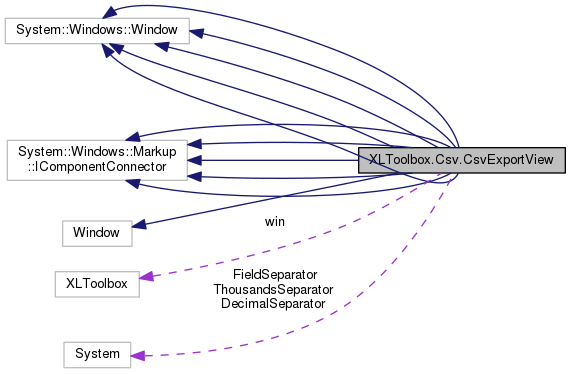 System::Windows::Window
System::Windows::Markup
::IComponentConnector
XLToolbox.Csv.CsvExportView
Window
win
XLToolbox
FieldSeparator
ThousandsSeparator
DecimalSeparator
System